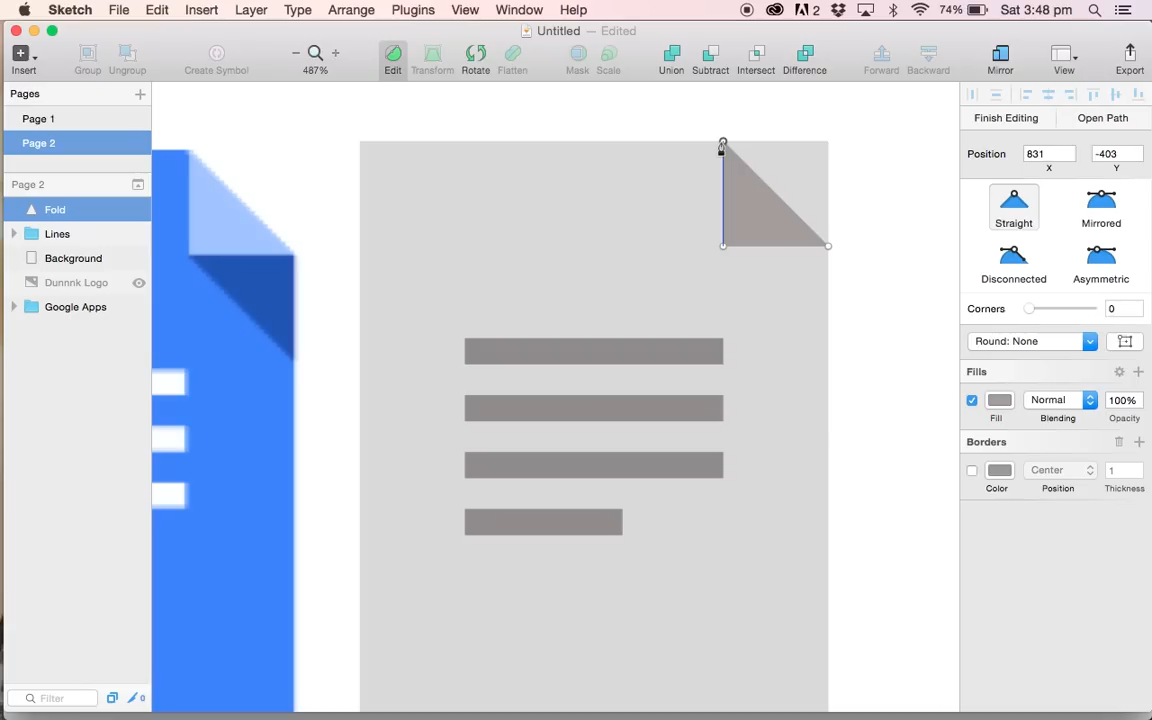 Sketch File Edit Insert Layer Type Arrange Plugins View Window Help 2 74% Sat 3:48 pm
Untitled — Edited
Insert Group Ungroup Create Symbol 487% Edit Transform Rotate Flatten Mask Scale Union Subtract Intersect Difference Forward Backward Mirror View Export
Pages
Page 1
Page 2
Page 2
Fold
Lines
Background
Dunnnk Logo
Google Apps
Filter 0
Finish Editing Open Path
Position 831 -403
X Y
Straight Mirrored
Disconnected Asymmetric
Corners 0
Round: None
Fills
Normal 100%
Fill Blending Opacity
Borders
Center 1
Color Position Thickness